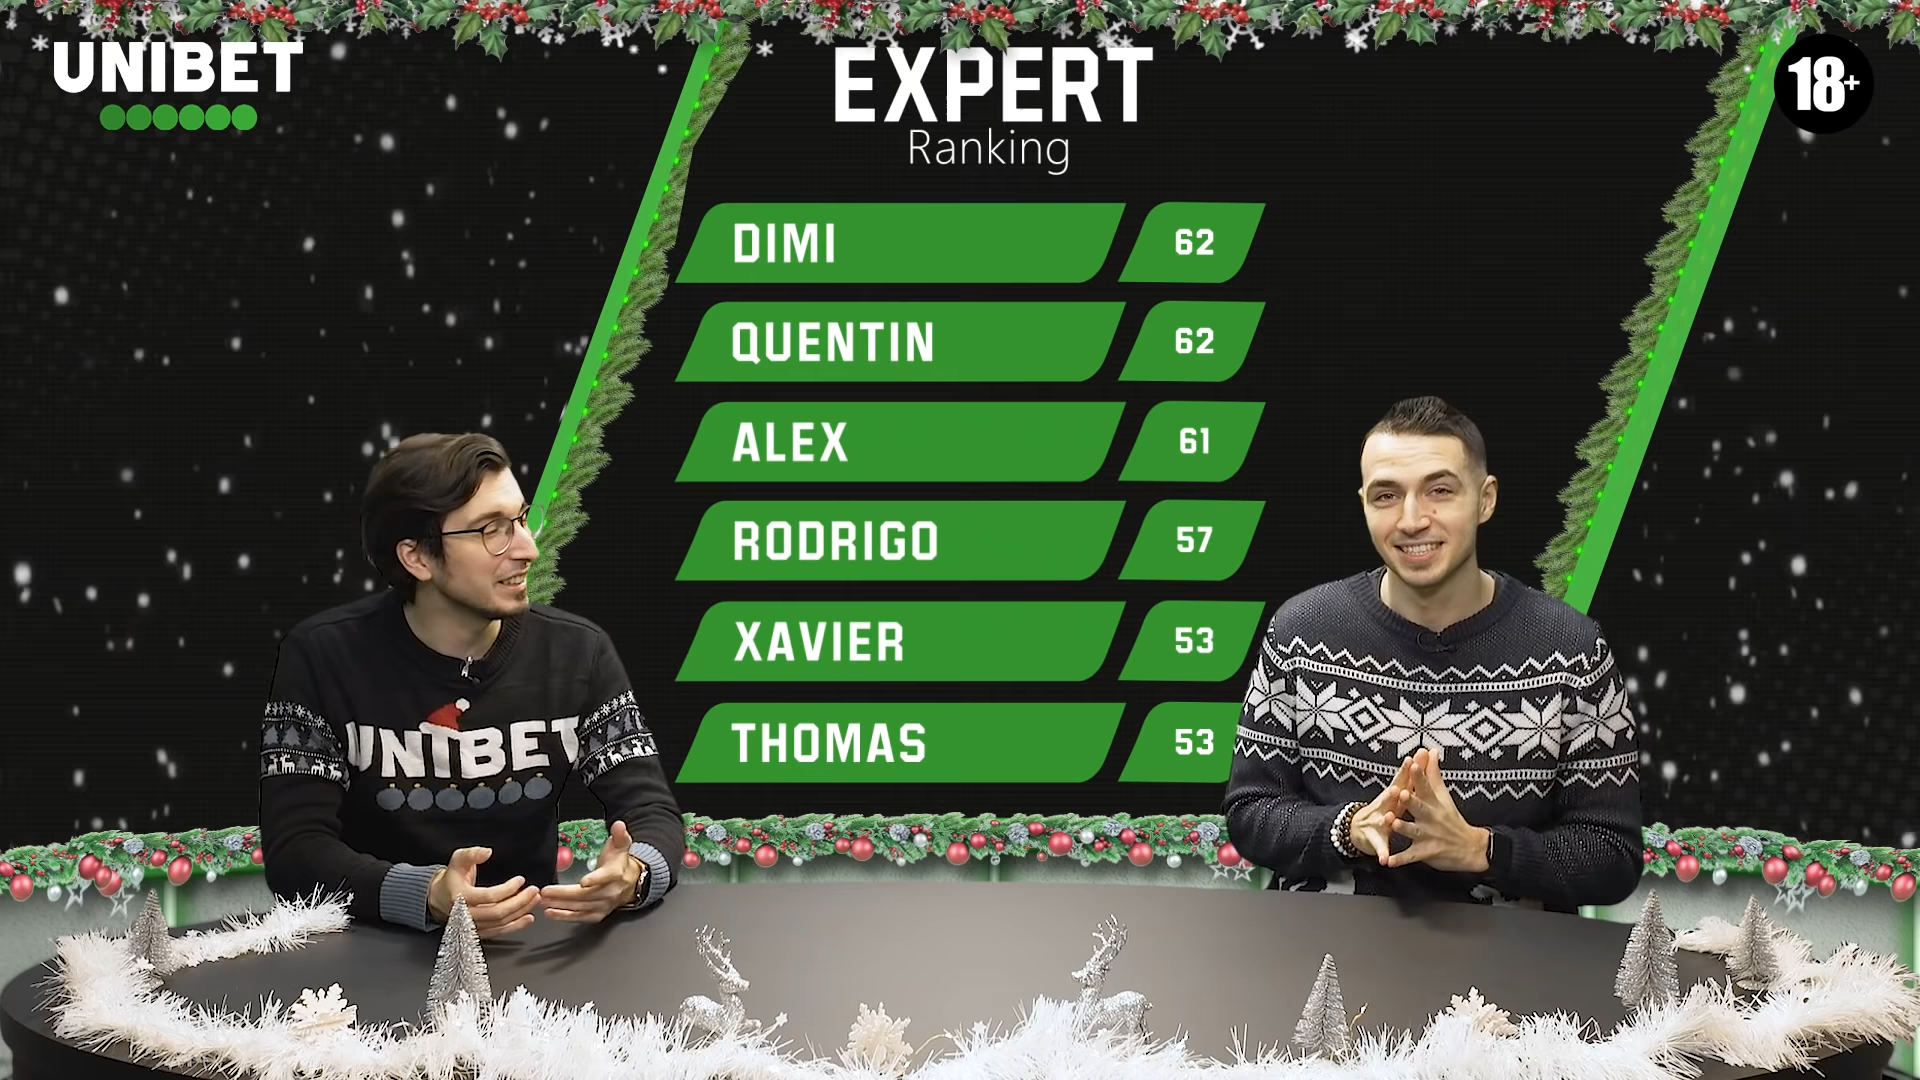 UNIBET
18+
EXPERT
Ranking
DIMI 62
QUENTIN 62
ALEX 61
RODRIGO 57
XAVIER 53
THOMAS 53
UNIBET